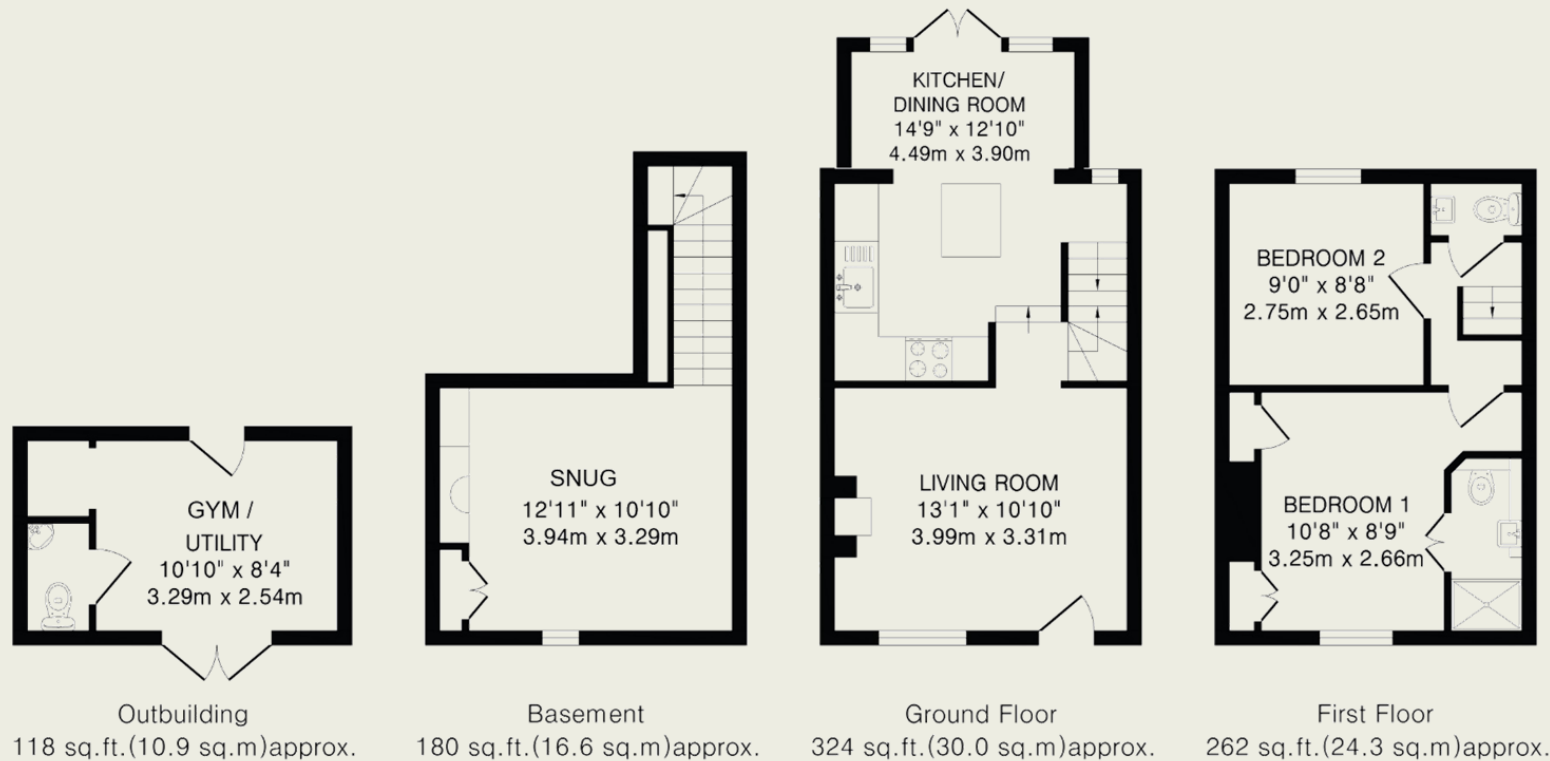 GYM /
UTILITY
10'10" x 8'4"
3.29m x 2.54m
Outbuilding
118 sq.ft.(10.9 sq.m)approx.
SNUG
12'11" x 10'10"
3.94m x 3.29m
Basement
180 sq.ft.(16.6 sq.m)approx.
KITCHEN/
DINING ROOM
14'9" x 12'10"
4.49m x 3.90m
LIVING ROOM
13'1" x 10'10"
3.99m x 3.31m
Ground Floor
324 sq.ft.(30.0 sq.m)approx.
BEDROOM 2
9'0" x 8'8"
2.75m x 2.65m
BEDROOM 1
10'8" x 8'9"
3.25m x 2.66m
First Floor
262 sq.ft.(24.3 sq.m)approx.